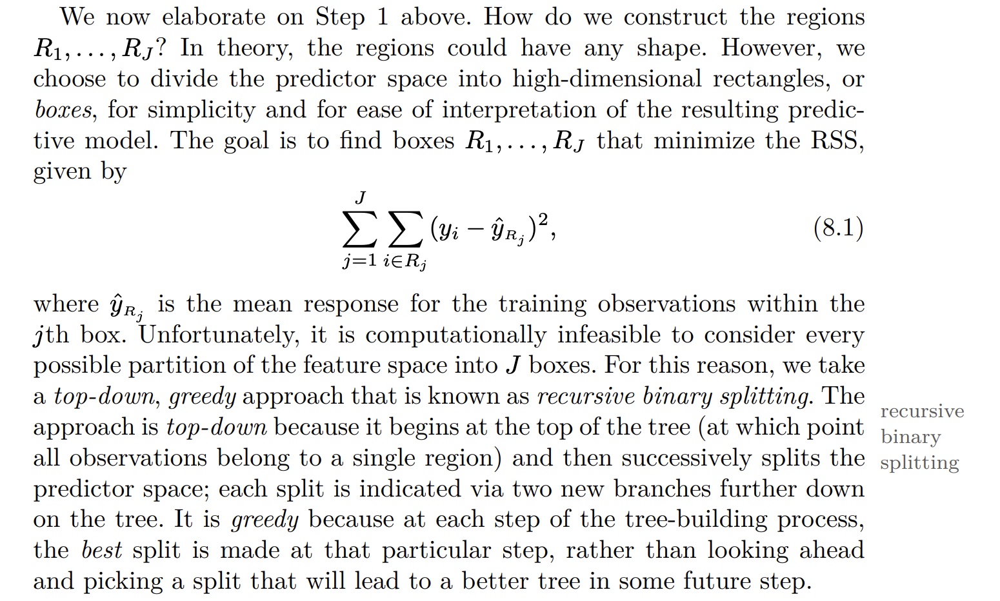 We now elaborate on Step 1 above. How do we construct the regions
R₁, . . . , R_J? In theory, the regions could have any shape. However, we
choose to divide the predictor space into high-dimensional rectangles, or
boxes, for simplicity and for ease of interpretation of the resulting predic-
tive model. The goal is to find boxes R₁, . . . , R_J that minimize the RSS,
given by
\sum_{j=1}^{J} \sum_{i∈R_j} (y_i − ŷ_{R_j})², (8.1)
where ŷ_{R_j} is the mean response for the training observations within the
jth box. Unfortunately, it is computationally infeasible to consider every
possible partition of the feature space into J boxes. For this reason, we take
a top-down, greedy approach that is known as recursive binary splitting. The
approach is top-down because it begins at the top of the tree (at which point
all observations belong to a single region) and then successively splits the
predictor space; each split is indicated via two new branches further down
on the tree. It is greedy because at each step of the tree-building process,
the best split is made at that particular step, rather than looking ahead
and picking a split that will lead to a better tree in some future step.
recursive
binary
splitting